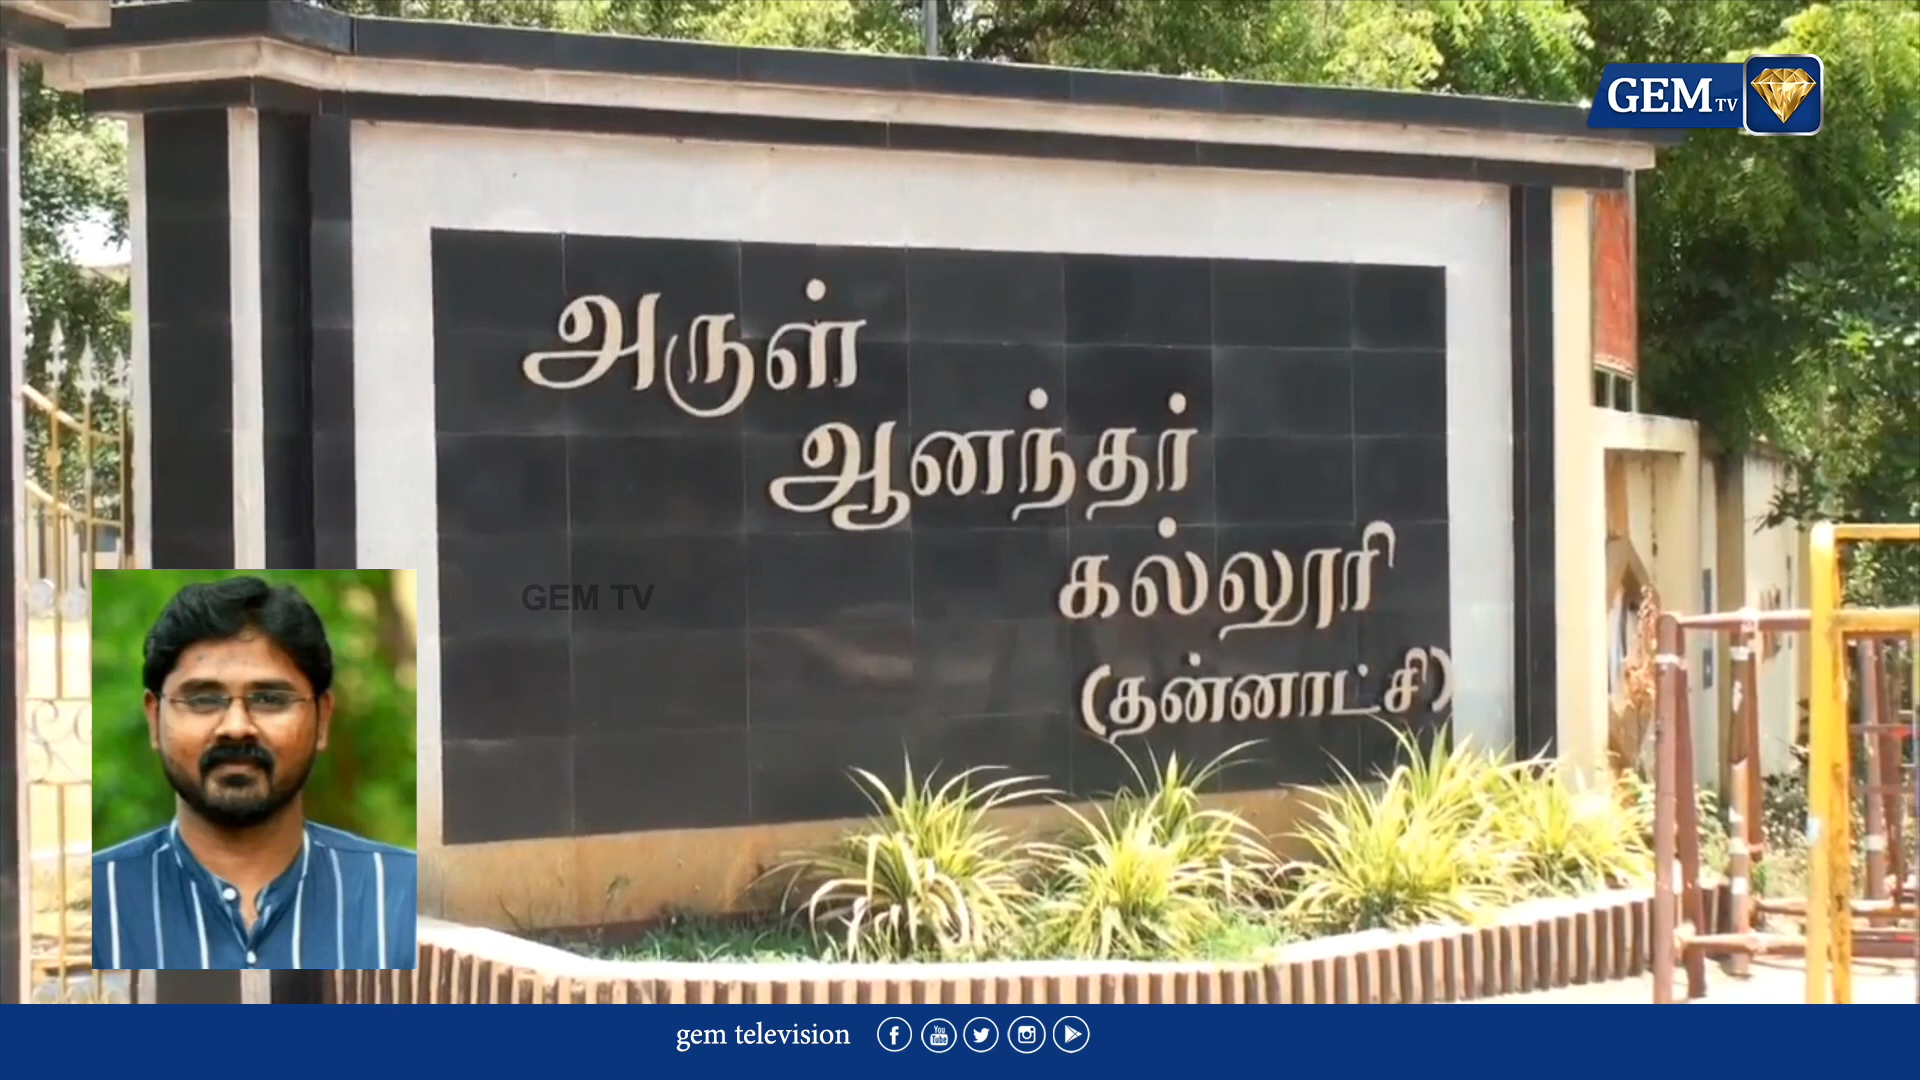 GEM TV
அருள்
ஆனந்தர்
கல்லூரி
(தன்னாட்சி)
GEM TV
gem television